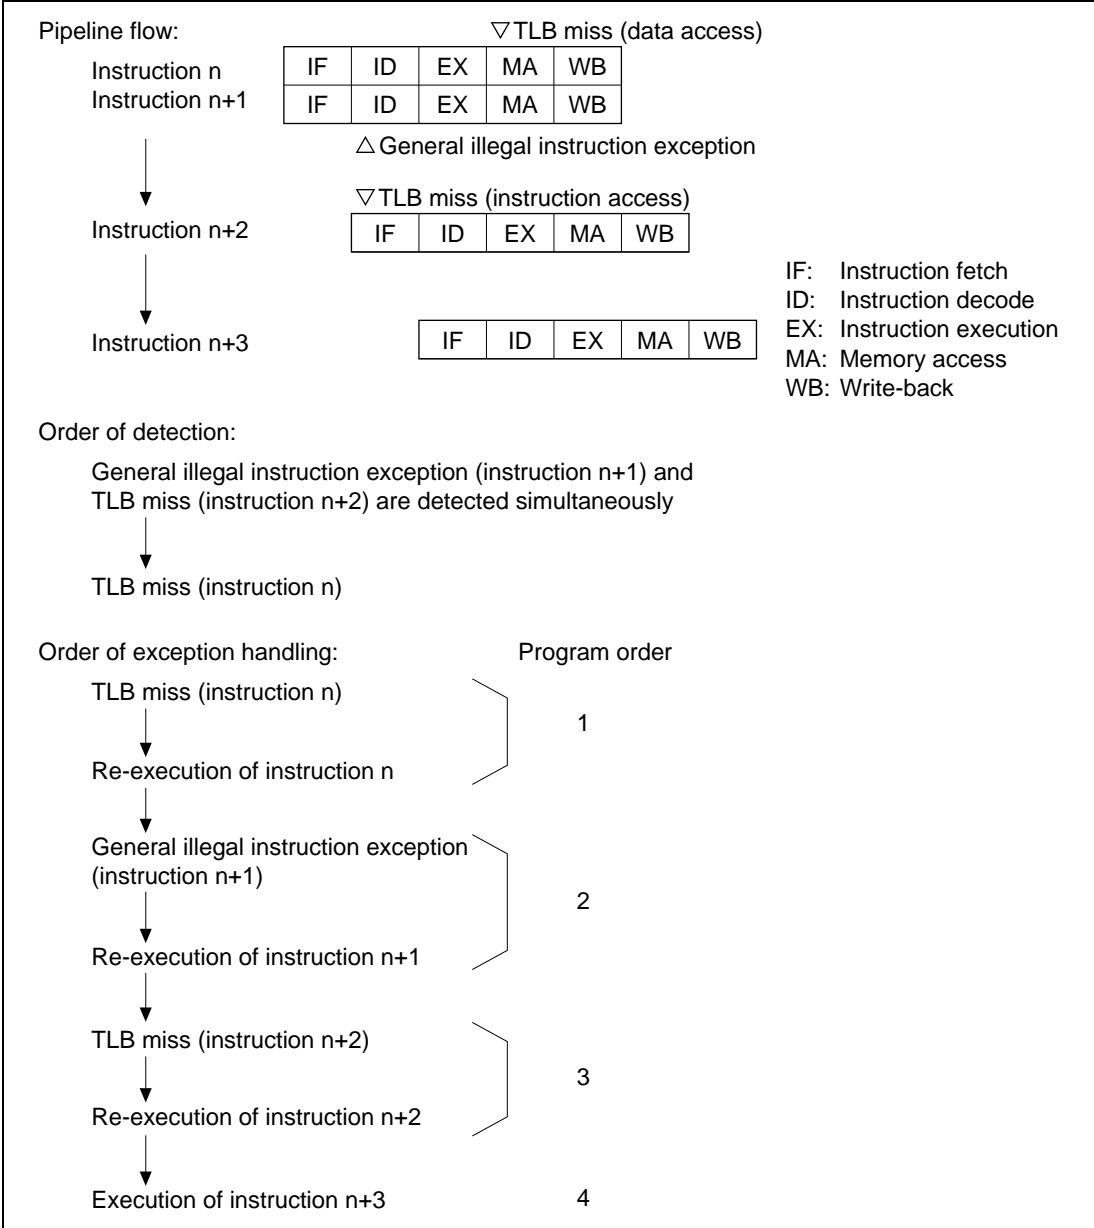 Pipeline flow:
▽TLB miss (data access)
Instruction n IF ID EX MA WB
Instruction n+1 IF ID EX MA WB
△General illegal instruction exception
▽TLB miss (instruction access)
Instruction n+2 IF ID EX MA WB
Instruction n+3 IF ID EX MA WB
IF: Instruction fetch
ID: Instruction decode
EX: Instruction execution
MA: Memory access
WB: Write-back
Order of detection:
General illegal instruction exception (instruction n+1) and
TLB miss (instruction n+2) are detected simultaneously
TLB miss (instruction n)
Order of exception handling: Program order
TLB miss (instruction n)
1
Re-execution of instruction n
General illegal instruction exception
(instruction n+1)
2
Re-execution of instruction n+1
TLB miss (instruction n+2)
3
Re-execution of instruction n+2
Execution of instruction n+3 4